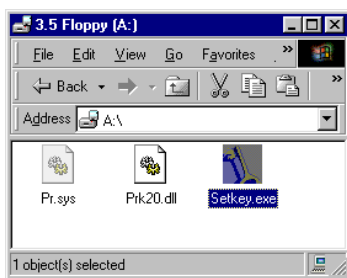 3.5 Floppy (A:)
File Edit View Go Favorites »
Back »
Address A:\
Pr.sys Prk20.dll Setkey.exe
1 object(s) selected